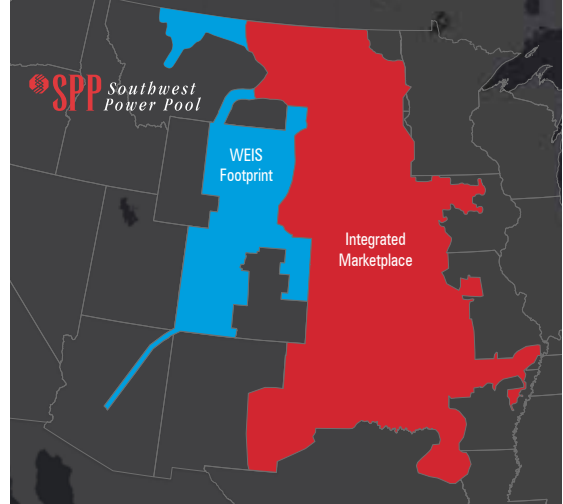 SPP Southwest
Power Pool
WEIS
Footprint
Integrated
Marketplace